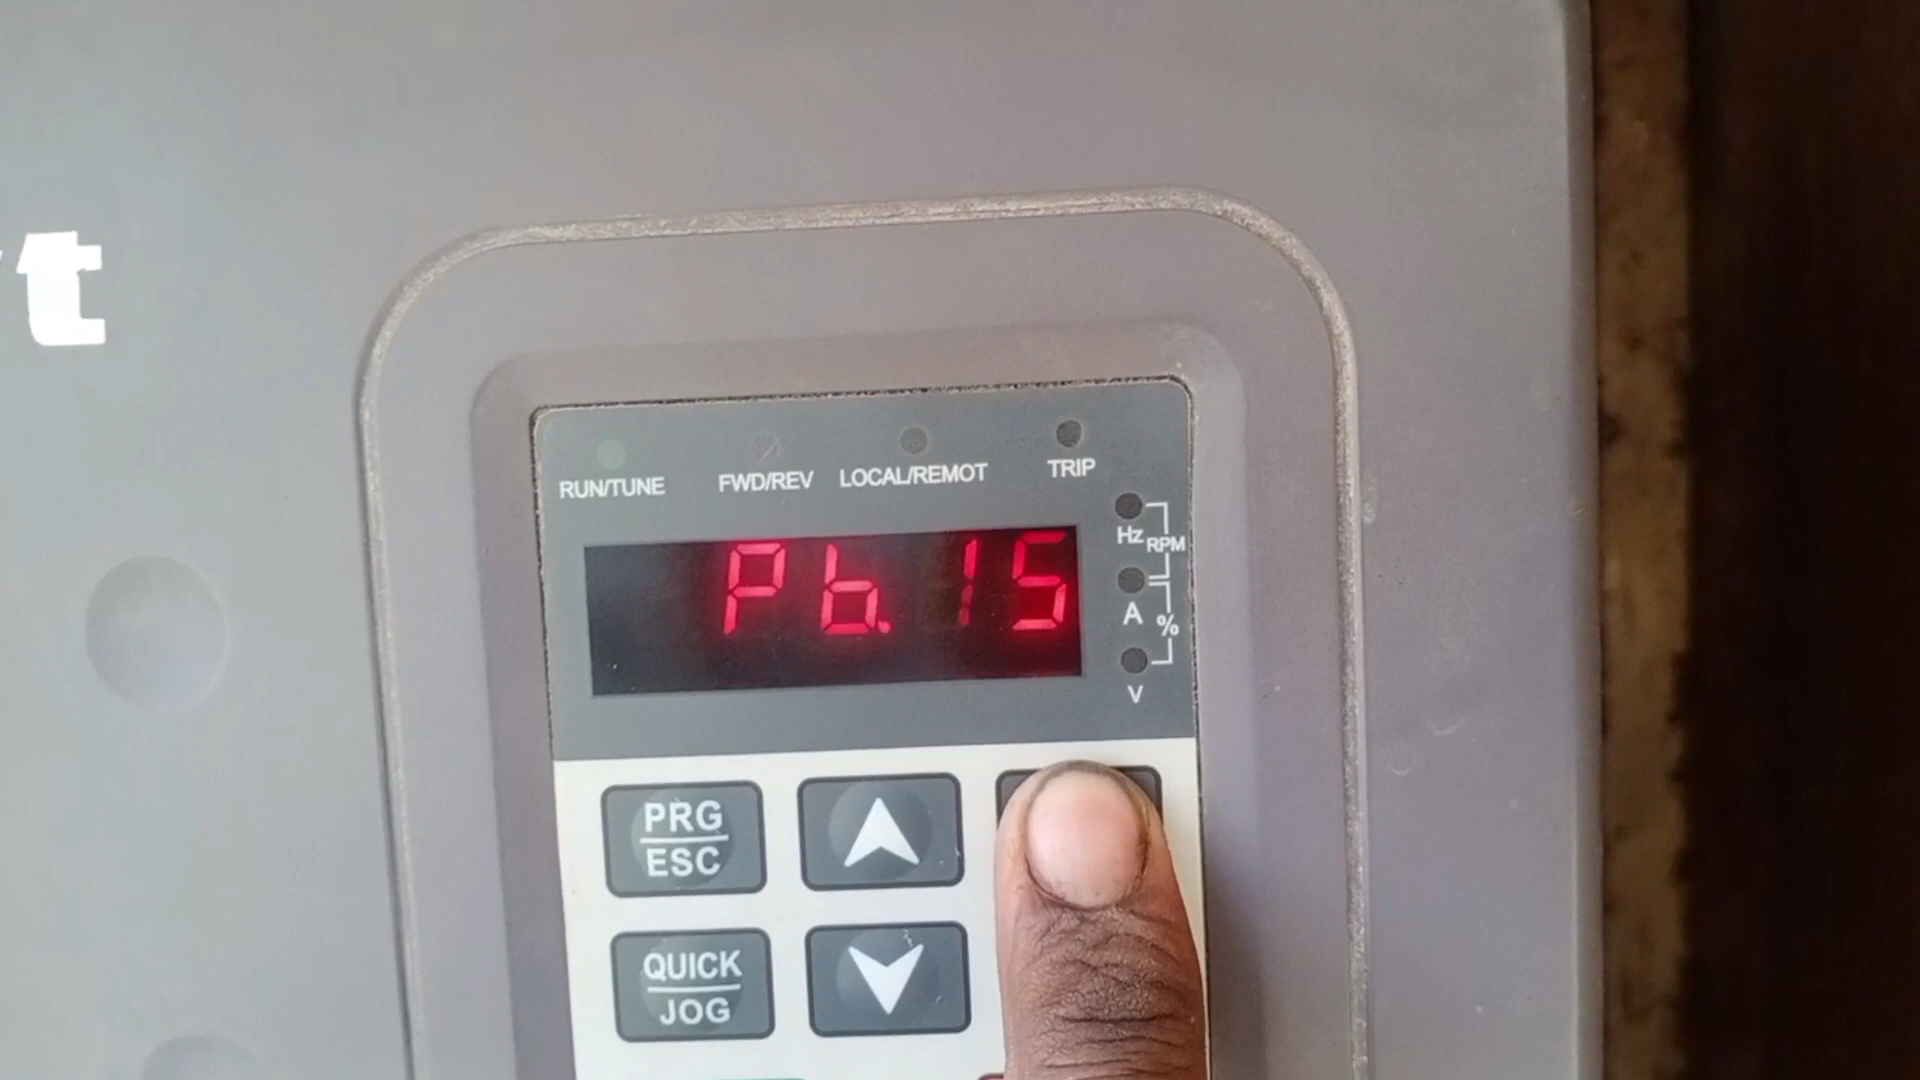 t
RUN/TUNE FWD/REV LOCAL/REMOT TRIP
Hz RPM
Pb.15
A %
V
PRG
ESC
QUICK
JOG